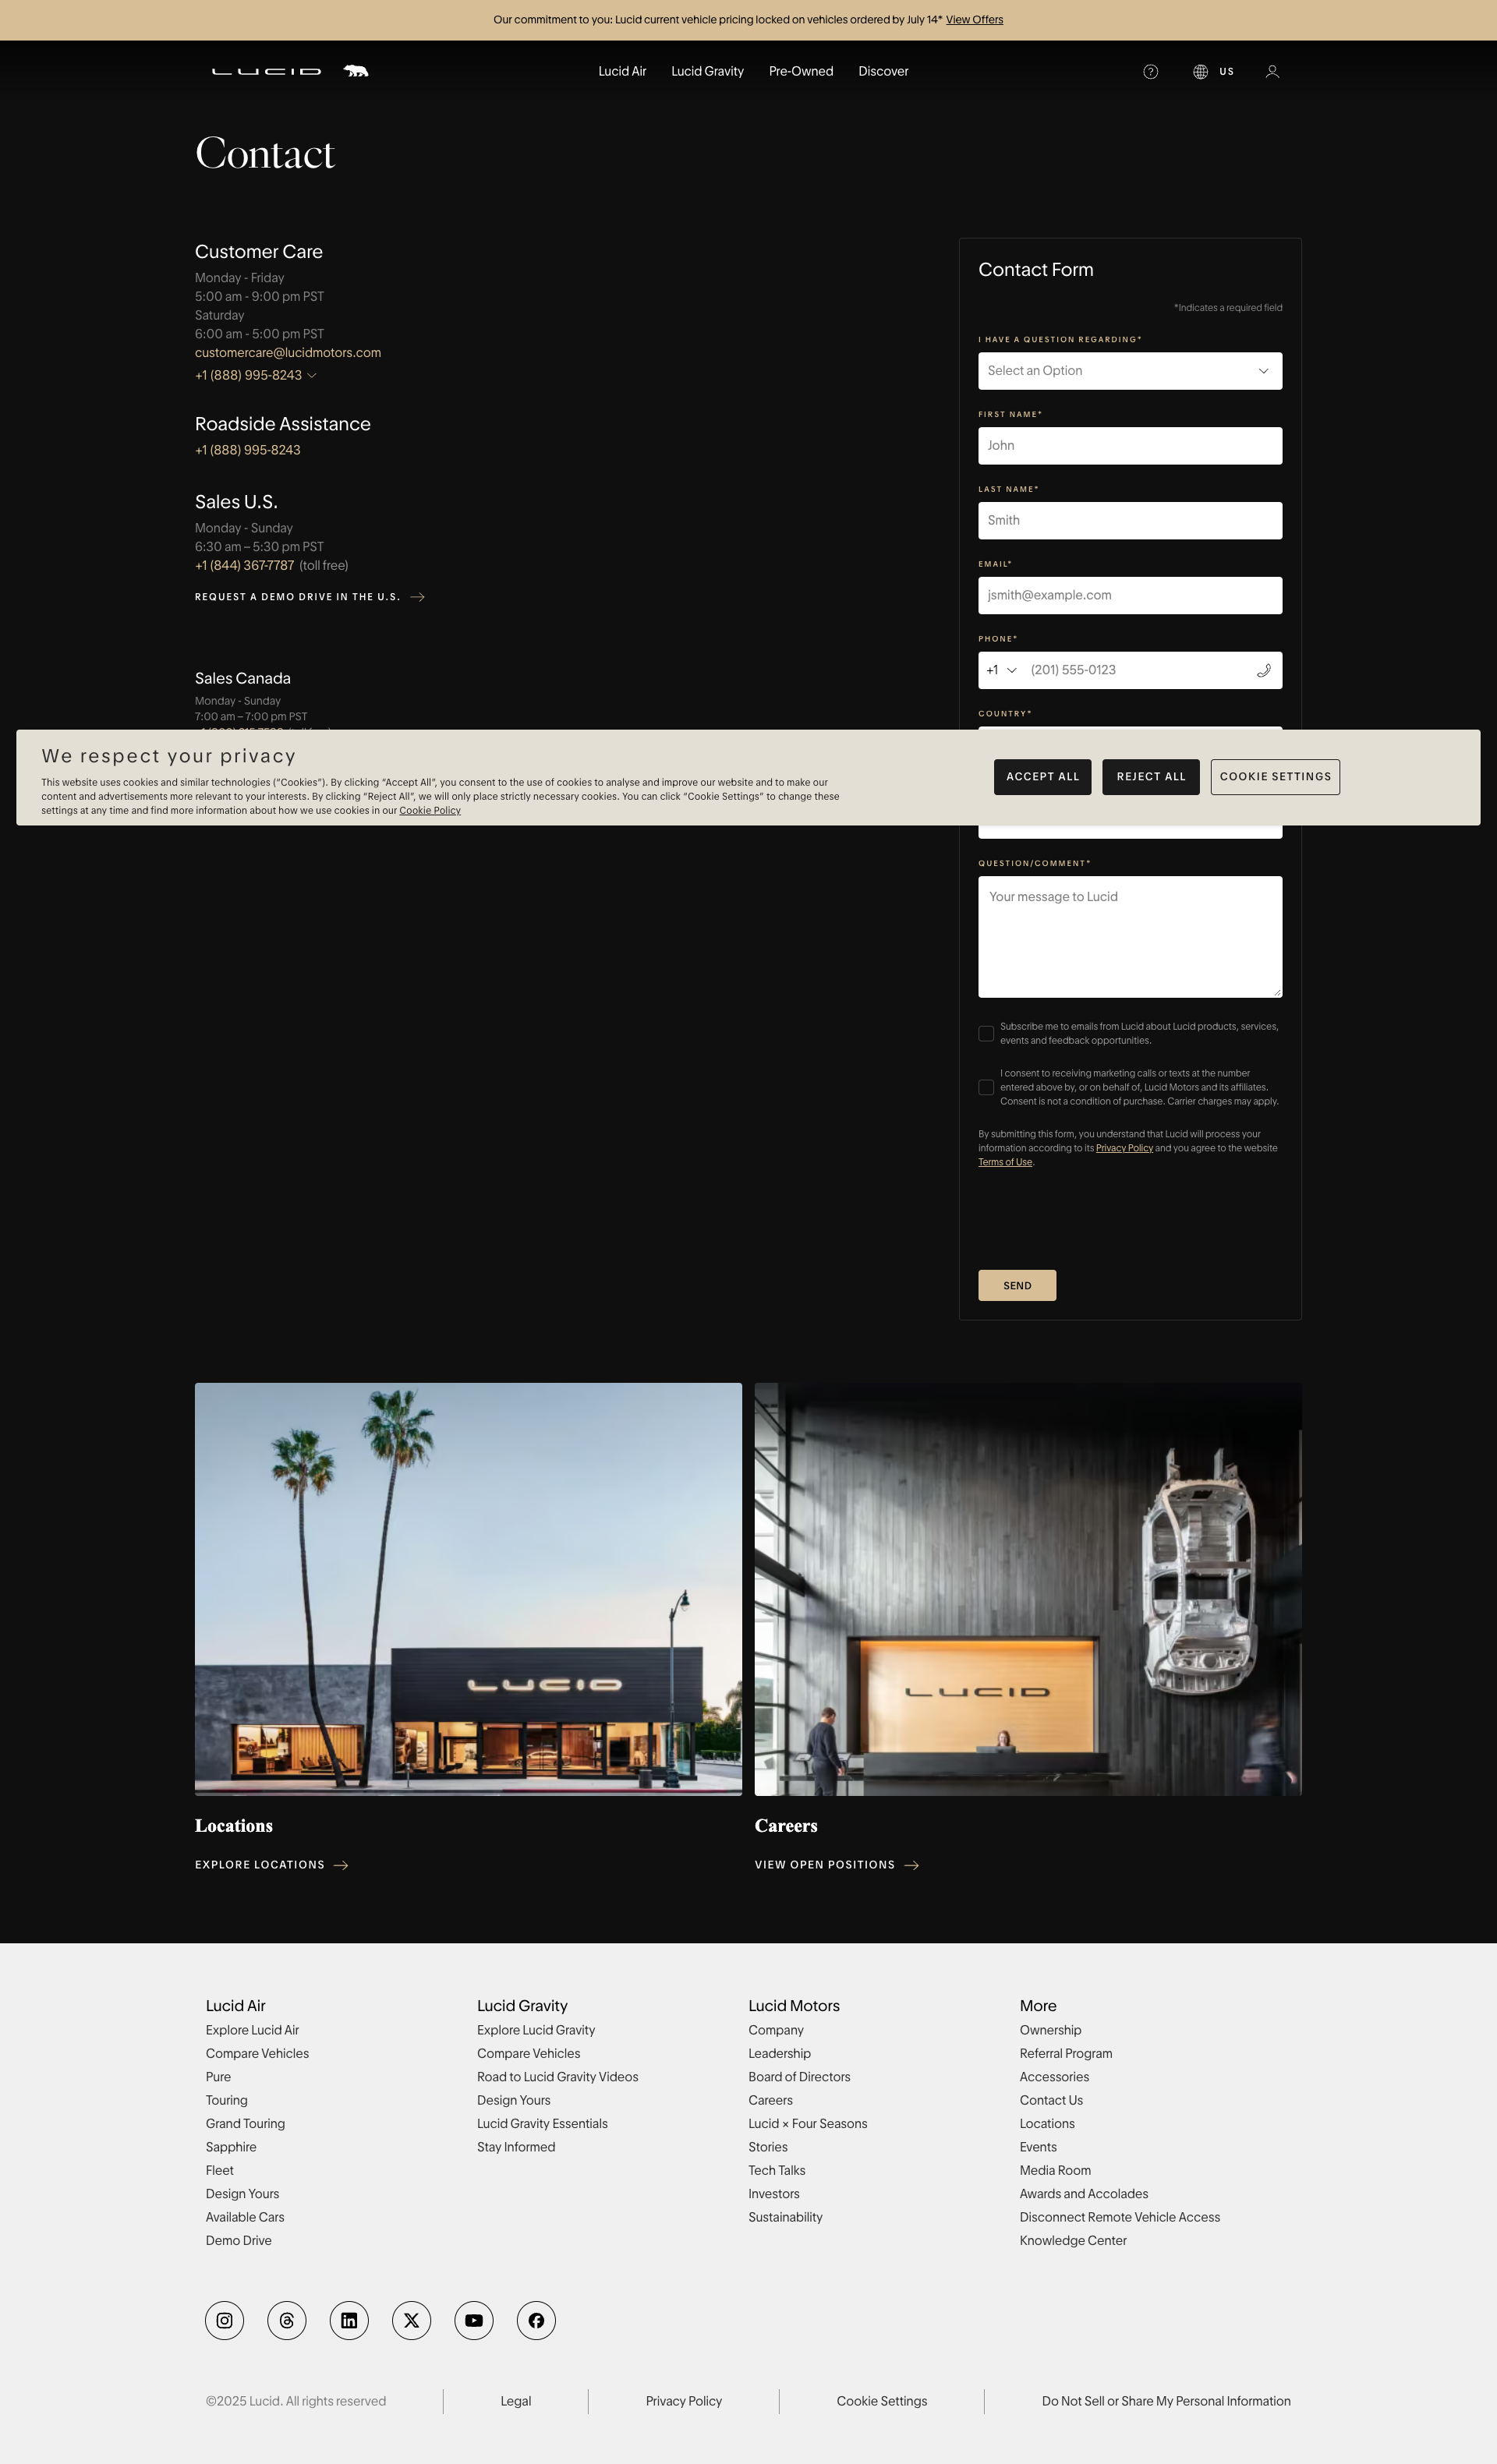 Our commitment to you: Lucid current vehicle pricing locked on vehicles ordered by July 14* View Offers
LUCID
Lucid Air
Lucid Gravity
Pre-Owned
Discover
US
Contact
Customer Care
Monday - Friday
5:00 am - 9:00 pm PST
Saturday
6:00 am - 5:00 pm PST
customercare@lucidmotors.com
+1 (888) 995-8243
Roadside Assistance
+1 (888) 995-8243
Sales U.S.
Monday - Sunday
6:30 am – 5:30 pm PST
+1 (844) 367-7787 (toll free)
REQUEST A DEMO DRIVE IN THE U.S.
Sales Canada
Monday - Sunday
7:00 am – 7:00 pm PST
Contact Form
*Indicates a required field
I HAVE A QUESTION REGARDING*
Select an Option
FIRST NAME*
John
LAST NAME*
Smith
EMAIL*
jsmith@example.com
PHONE*
+1
(201) 555-0123
COUNTRY*
We respect your privacy
This website uses cookies and similar technologies (“Cookies”). By clicking “Accept All”, you consent to the use of cookies to analyse and improve our website and to make our
content and advertisements more relevant to your interests. By clicking “Reject All”, we will only place strictly necessary cookies. You can click “Cookie Settings” to change these
settings at any time and find more information about how we use cookies in our Cookie Policy
ACCEPT ALL
REJECT ALL
COOKIE SETTINGS
QUESTION/COMMENT*
Your message to Lucid
Subscribe me to emails from Lucid about Lucid products, services,
events and feedback opportunities.
I consent to receiving marketing calls or texts at the number
entered above by, or on behalf of, Lucid Motors and its affiliates.
Consent is not a condition of purchase. Carrier charges may apply.
By submitting this form, you understand that Lucid will process your
information according to its Privacy Policy and you agree to the website
Terms of Use.
SEND
LUCID
LUCID
Locations
EXPLORE LOCATIONS
Careers
VIEW OPEN POSITIONS
Lucid Air
Explore Lucid Air
Compare Vehicles
Pure
Touring
Grand Touring
Sapphire
Fleet
Design Yours
Available Cars
Demo Drive
Lucid Gravity
Explore Lucid Gravity
Compare Vehicles
Road to Lucid Gravity Videos
Design Yours
Lucid Gravity Essentials
Stay Informed
Lucid Motors
Company
Leadership
Board of Directors
Careers
Lucid × Four Seasons
Stories
Tech Talks
Investors
Sustainability
More
Ownership
Referral Program
Accessories
Contact Us
Locations
Events
Media Room
Awards and Accolades
Disconnect Remote Vehicle Access
Knowledge Center
©2025 Lucid. All rights reserved
Legal
Privacy Policy
Cookie Settings
Do Not Sell or Share My Personal Information